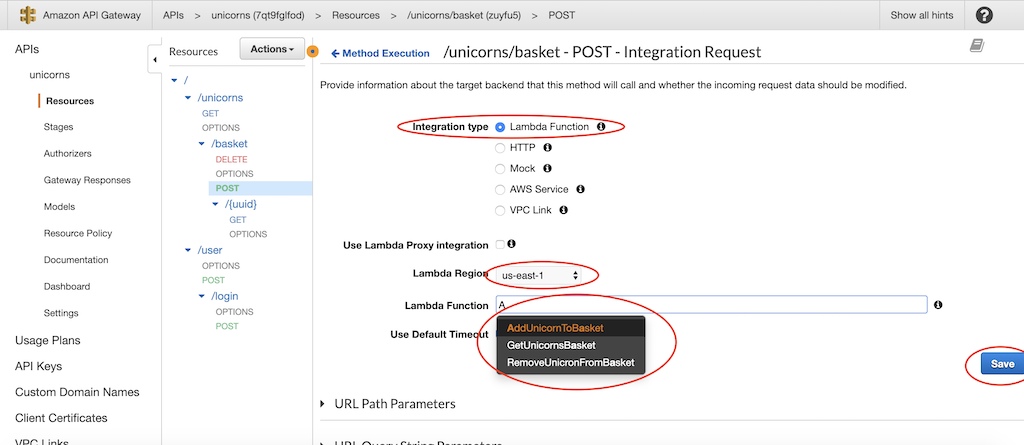 Amazon API Gateway APIs > unicorns (7qt9fglfod) > Resources > /unicorns/basket (zuyfu5) > POST Show all hints ?
APIs
unicorns
Resources
Stages
Authorizers
Gateway Responses
Models
Resource Policy
Documentation
Dashboard
Settings
Usage Plans
API Keys
Custom Domain Names
Client Certificates
VPC Links
Resources Actions
/
/unicorns
GET
OPTIONS
/basket
DELETE
OPTIONS
POST
/{uuid}
GET
OPTIONS
/user
OPTIONS
POST
/login
OPTIONS
POST
Method Execution /unicorns/basket - POST - Integration Request
Provide information about the target backend that this method will call and whether the incoming request data should be modified.
Integration type Lambda Function
HTTP
Mock
AWS Service
VPC Link
Use Lambda Proxy integration
Lambda Region us-east-1
Lambda Function A
Use Default Timeout
AddUnicornToBasket
GetUnicornsBasket
RemoveUnicronFromBasket
Save
URL Path Parameters
URL Query String Parameters